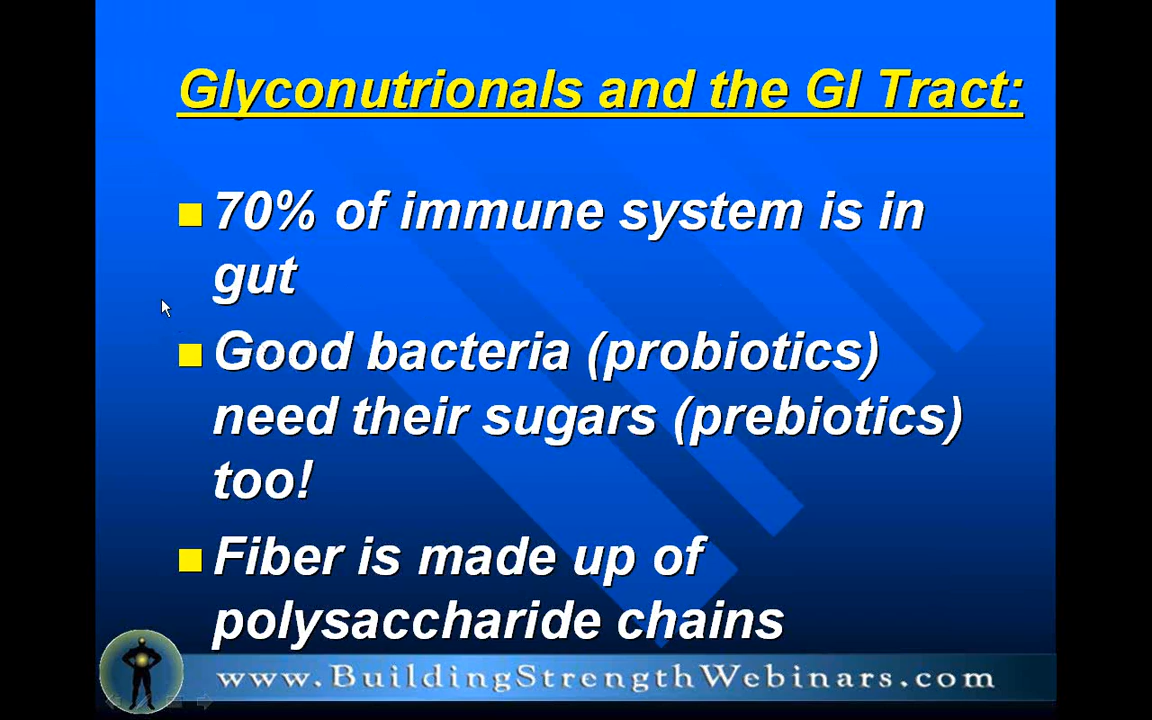 Glyconutrionals and the GI Tract:
70% of immune system is in
gut
Good bacteria (probiotics)
need their sugars (prebiotics)
too!
Fiber is made up of
polysaccharide chains
www.BuildingStrengthWebinars.com